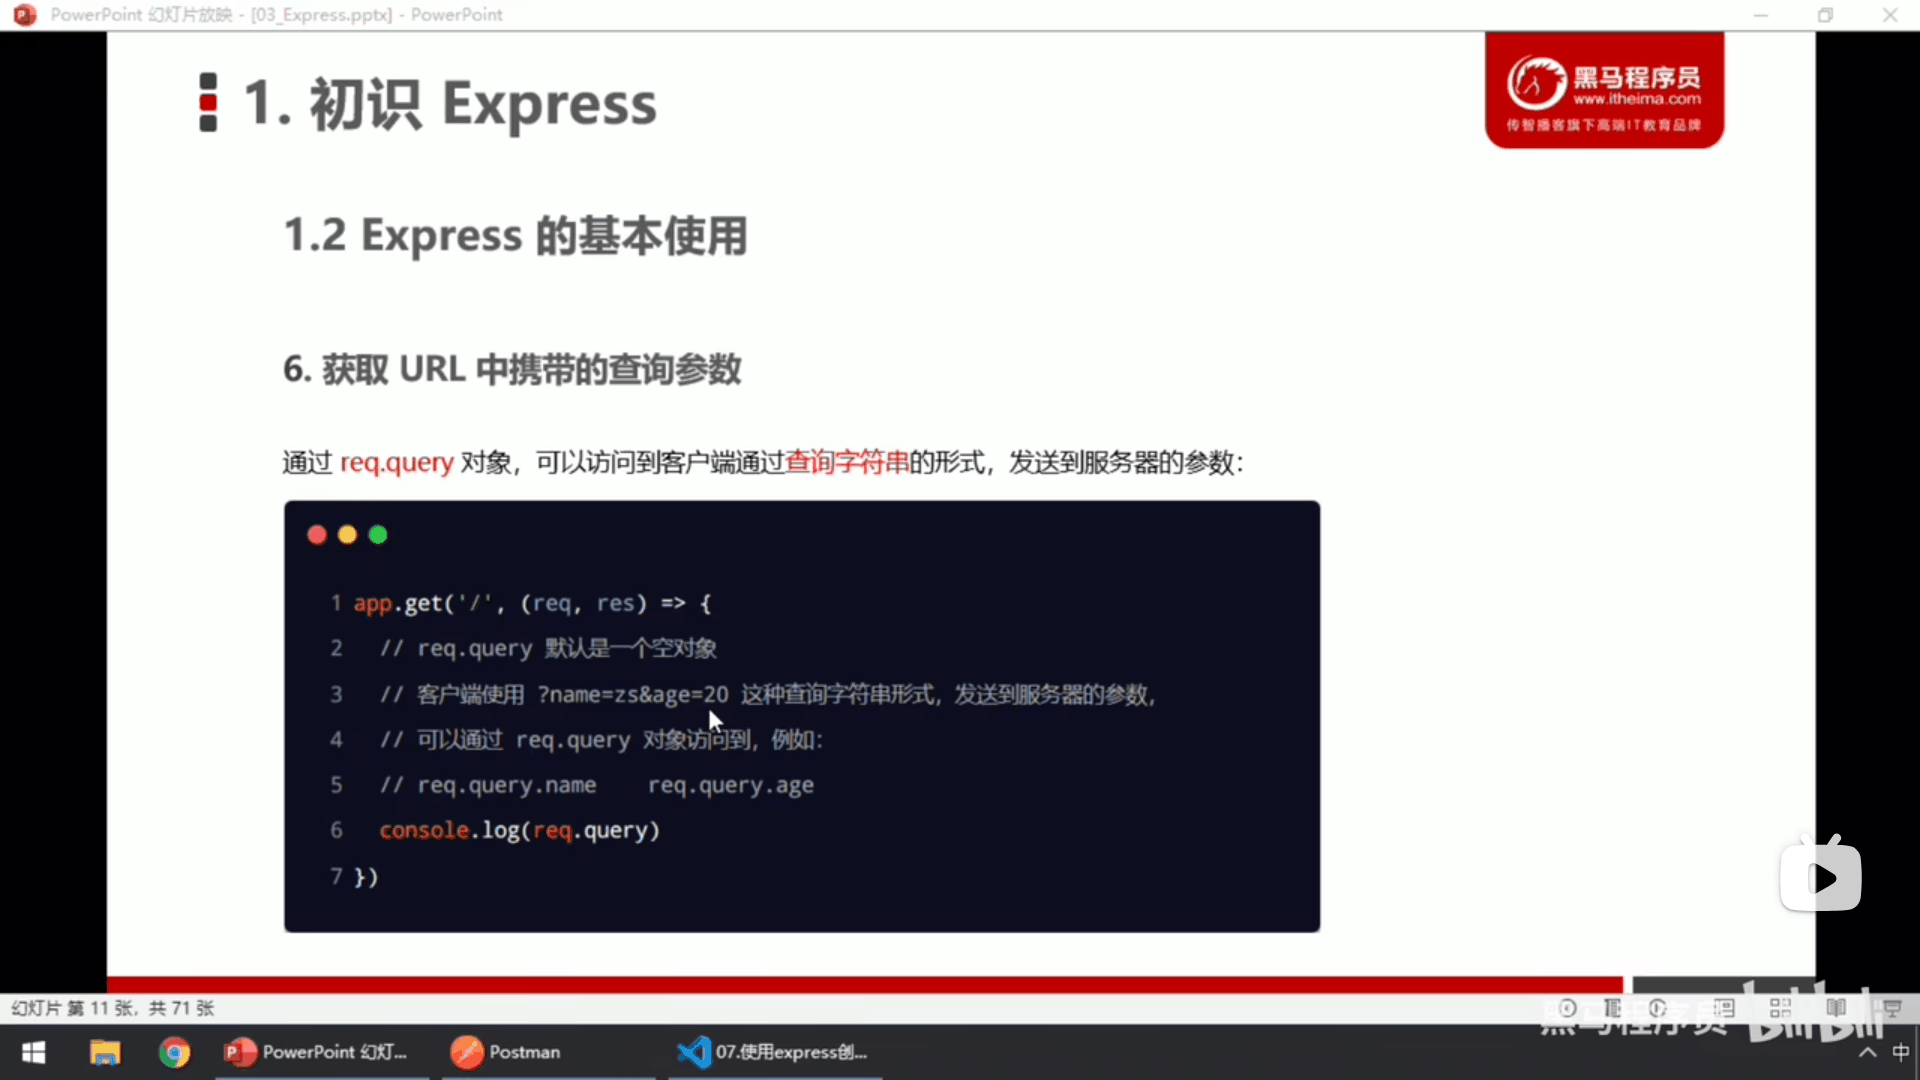 PowerPoint 幻灯片放映 - [03_Express.pptx] - PowerPoint
1. 初识 Express
黑马程序员
www.itheima.com
传智播客旗下高端IT教育品牌
1.2 Express 的基本使用
6. 获取 URL 中携带的查询参数
通过 req.query 对象，可以访问到客户端通过查询字符串的形式，发送到服务器的参数：
1 app.get('/', (req, res) => {
2 // req.query 默认是一个空对象
3 // 客户端使用 ?name=zs&age=20 这种查询字符串形式，发送到服务器的参数，
4 // 可以通过 req.query 对象访问到，例如：
5 // req.query.name req.query.age
6 console.log(req.query)
7 })
幻灯片 第 11 张，共 71 张
黑马程序员 bilibili
PowerPoint 幻灯...
Postman
07.使用express创...
中